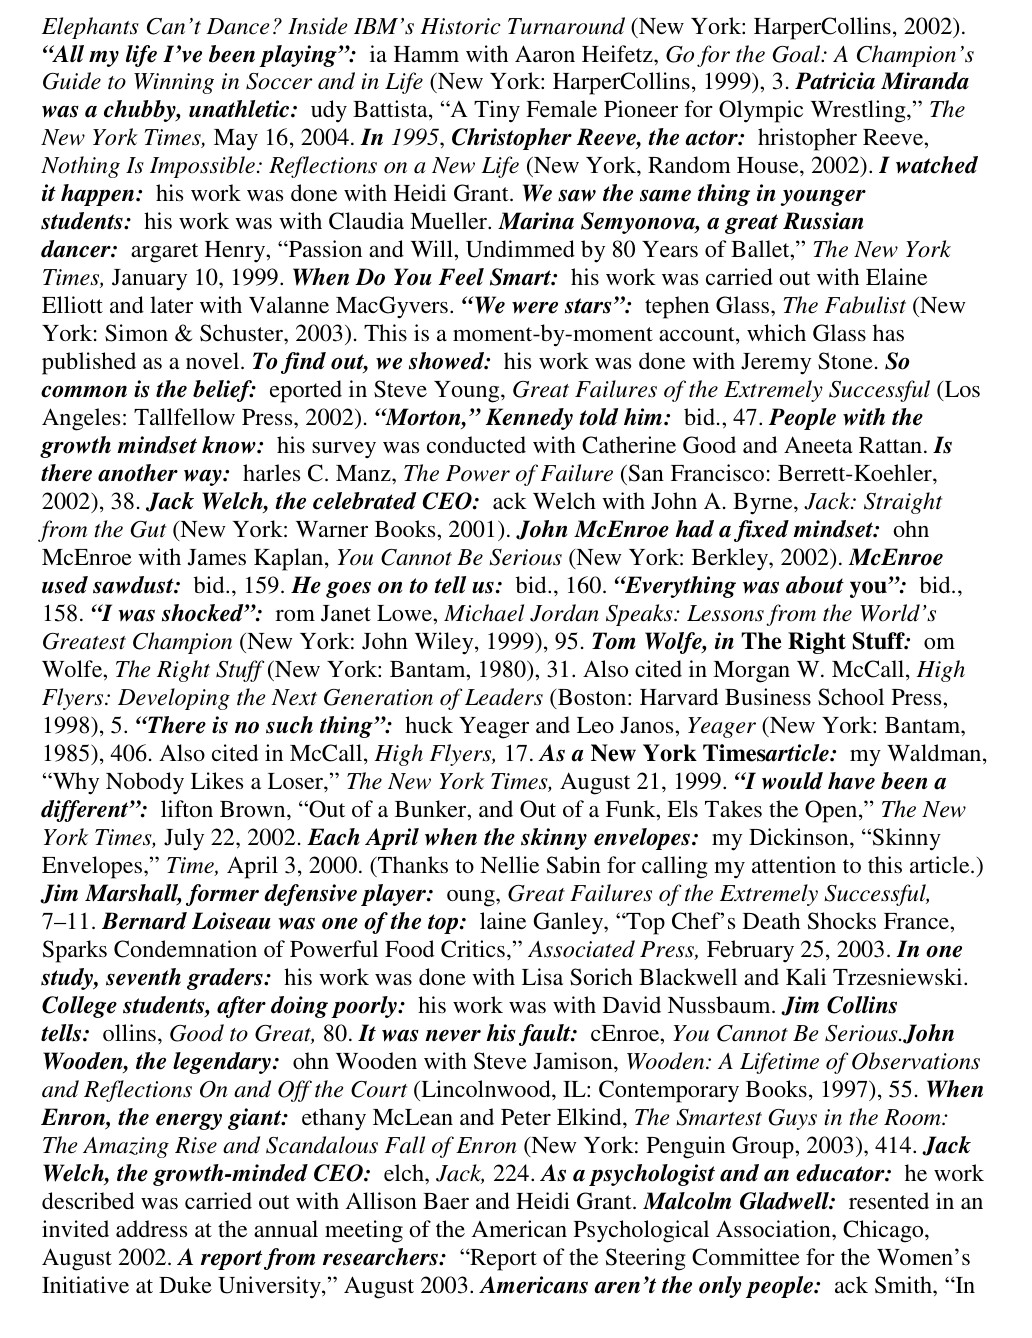 Elephants Can’t Dance? Inside IBM’s Historic Turnaround (New York: HarperCollins, 2002).
“All my life I’ve been playing”: ia Hamm with Aaron Heifetz, Go for the Goal: A Champion’s
Guide to Winning in Soccer and in Life (New York: HarperCollins, 1999), 3. Patricia Miranda
was a chubby, unathletic: udy Battista, “A Tiny Female Pioneer for Olympic Wrestling,” The
New York Times, May 16, 2004. In 1995, Christopher Reeve, the actor: hristopher Reeve,
Nothing Is Impossible: Reflections on a New Life (New York, Random House, 2002). I watched
it happen: his work was done with Heidi Grant. We saw the same thing in younger
students: his work was with Claudia Mueller. Marina Semyonova, a great Russian
dancer: argaret Henry, “Passion and Will, Undimmed by 80 Years of Ballet,” The New York
Times, January 10, 1999. When Do You Feel Smart: his work was carried out with Elaine
Elliott and later with Valanne MacGyvers. “We were stars”: tephen Glass, The Fabulist (New
York: Simon & Schuster, 2003). This is a moment-by-moment account, which Glass has
published as a novel. To find out, we showed: his work was done with Jeremy Stone. So
common is the belief: eported in Steve Young, Great Failures of the Extremely Successful (Los
Angeles: Tallfellow Press, 2002). “Morton,” Kennedy told him: bid., 47. People with the
growth mindset know: his survey was conducted with Catherine Good and Aneeta Rattan. Is
there another way: harles C. Manz, The Power of Failure (San Francisco: Berrett-Koehler,
2002), 38. Jack Welch, the celebrated CEO: ack Welch with John A. Byrne, Jack: Straight
from the Gut (New York: Warner Books, 2001). John McEnroe had a fixed mindset: ohn
McEnroe with James Kaplan, You Cannot Be Serious (New York: Berkley, 2002). McEnroe
used sawdust: bid., 159. He goes on to tell us: bid., 160. “Everything was about you”: bid.,
158. “I was shocked”: rom Janet Lowe, Michael Jordan Speaks: Lessons from the World’s
Greatest Champion (New York: John Wiley, 1999), 95. Tom Wolfe, in The Right Stuff: om
Wolfe, The Right Stuff (New York: Bantam, 1980), 31. Also cited in Morgan W. McCall, High
Flyers: Developing the Next Generation of Leaders (Boston: Harvard Business School Press,
1998), 5. “There is no such thing”: huck Yeager and Leo Janos, Yeager (New York: Bantam,
1985), 406. Also cited in McCall, High Flyers, 17. As a New York Timesarticle: my Waldman,
“Why Nobody Likes a Loser,” The New York Times, August 21, 1999. “I would have been a
different”: lifton Brown, “Out of a Bunker, and Out of a Funk, Els Takes the Open,” The New
York Times, July 22, 2002. Each April when the skinny envelopes: my Dickinson, “Skinny
Envelopes,” Time, April 3, 2000. (Thanks to Nellie Sabin for calling my attention to this article.)
Jim Marshall, former defensive player: oung, Great Failures of the Extremely Successful,
7–11. Bernard Loiseau was one of the top: laine Ganley, “Top Chef’s Death Shocks France,
Sparks Condemnation of Powerful Food Critics,” Associated Press, February 25, 2003. In one
study, seventh graders: his work was done with Lisa Sorich Blackwell and Kali Trzesniewski.
College students, after doing poorly: his work was with David Nussbaum. Jim Collins
tells: ollins, Good to Great, 80. It was never his fault: cEnroe, You Cannot Be Serious.John
Wooden, the legendary: ohn Wooden with Steve Jamison, Wooden: A Lifetime of Observations
and Reflections On and Off the Court (Lincolnwood, IL: Contemporary Books, 1997), 55. When
Enron, the energy giant: ethany McLean and Peter Elkind, The Smartest Guys in the Room:
The Amazing Rise and Scandalous Fall of Enron (New York: Penguin Group, 2003), 414. Jack
Welch, the growth-minded CEO: elch, Jack, 224. As a psychologist and an educator: he work
described was carried out with Allison Baer and Heidi Grant. Malcolm Gladwell: resented in an
invited address at the annual meeting of the American Psychological Association, Chicago,
August 2002. A report from researchers: “Report of the Steering Committee for the Women’s
Initiative at Duke University,” August 2003. Americans aren’t the only people: ack Smith, “In